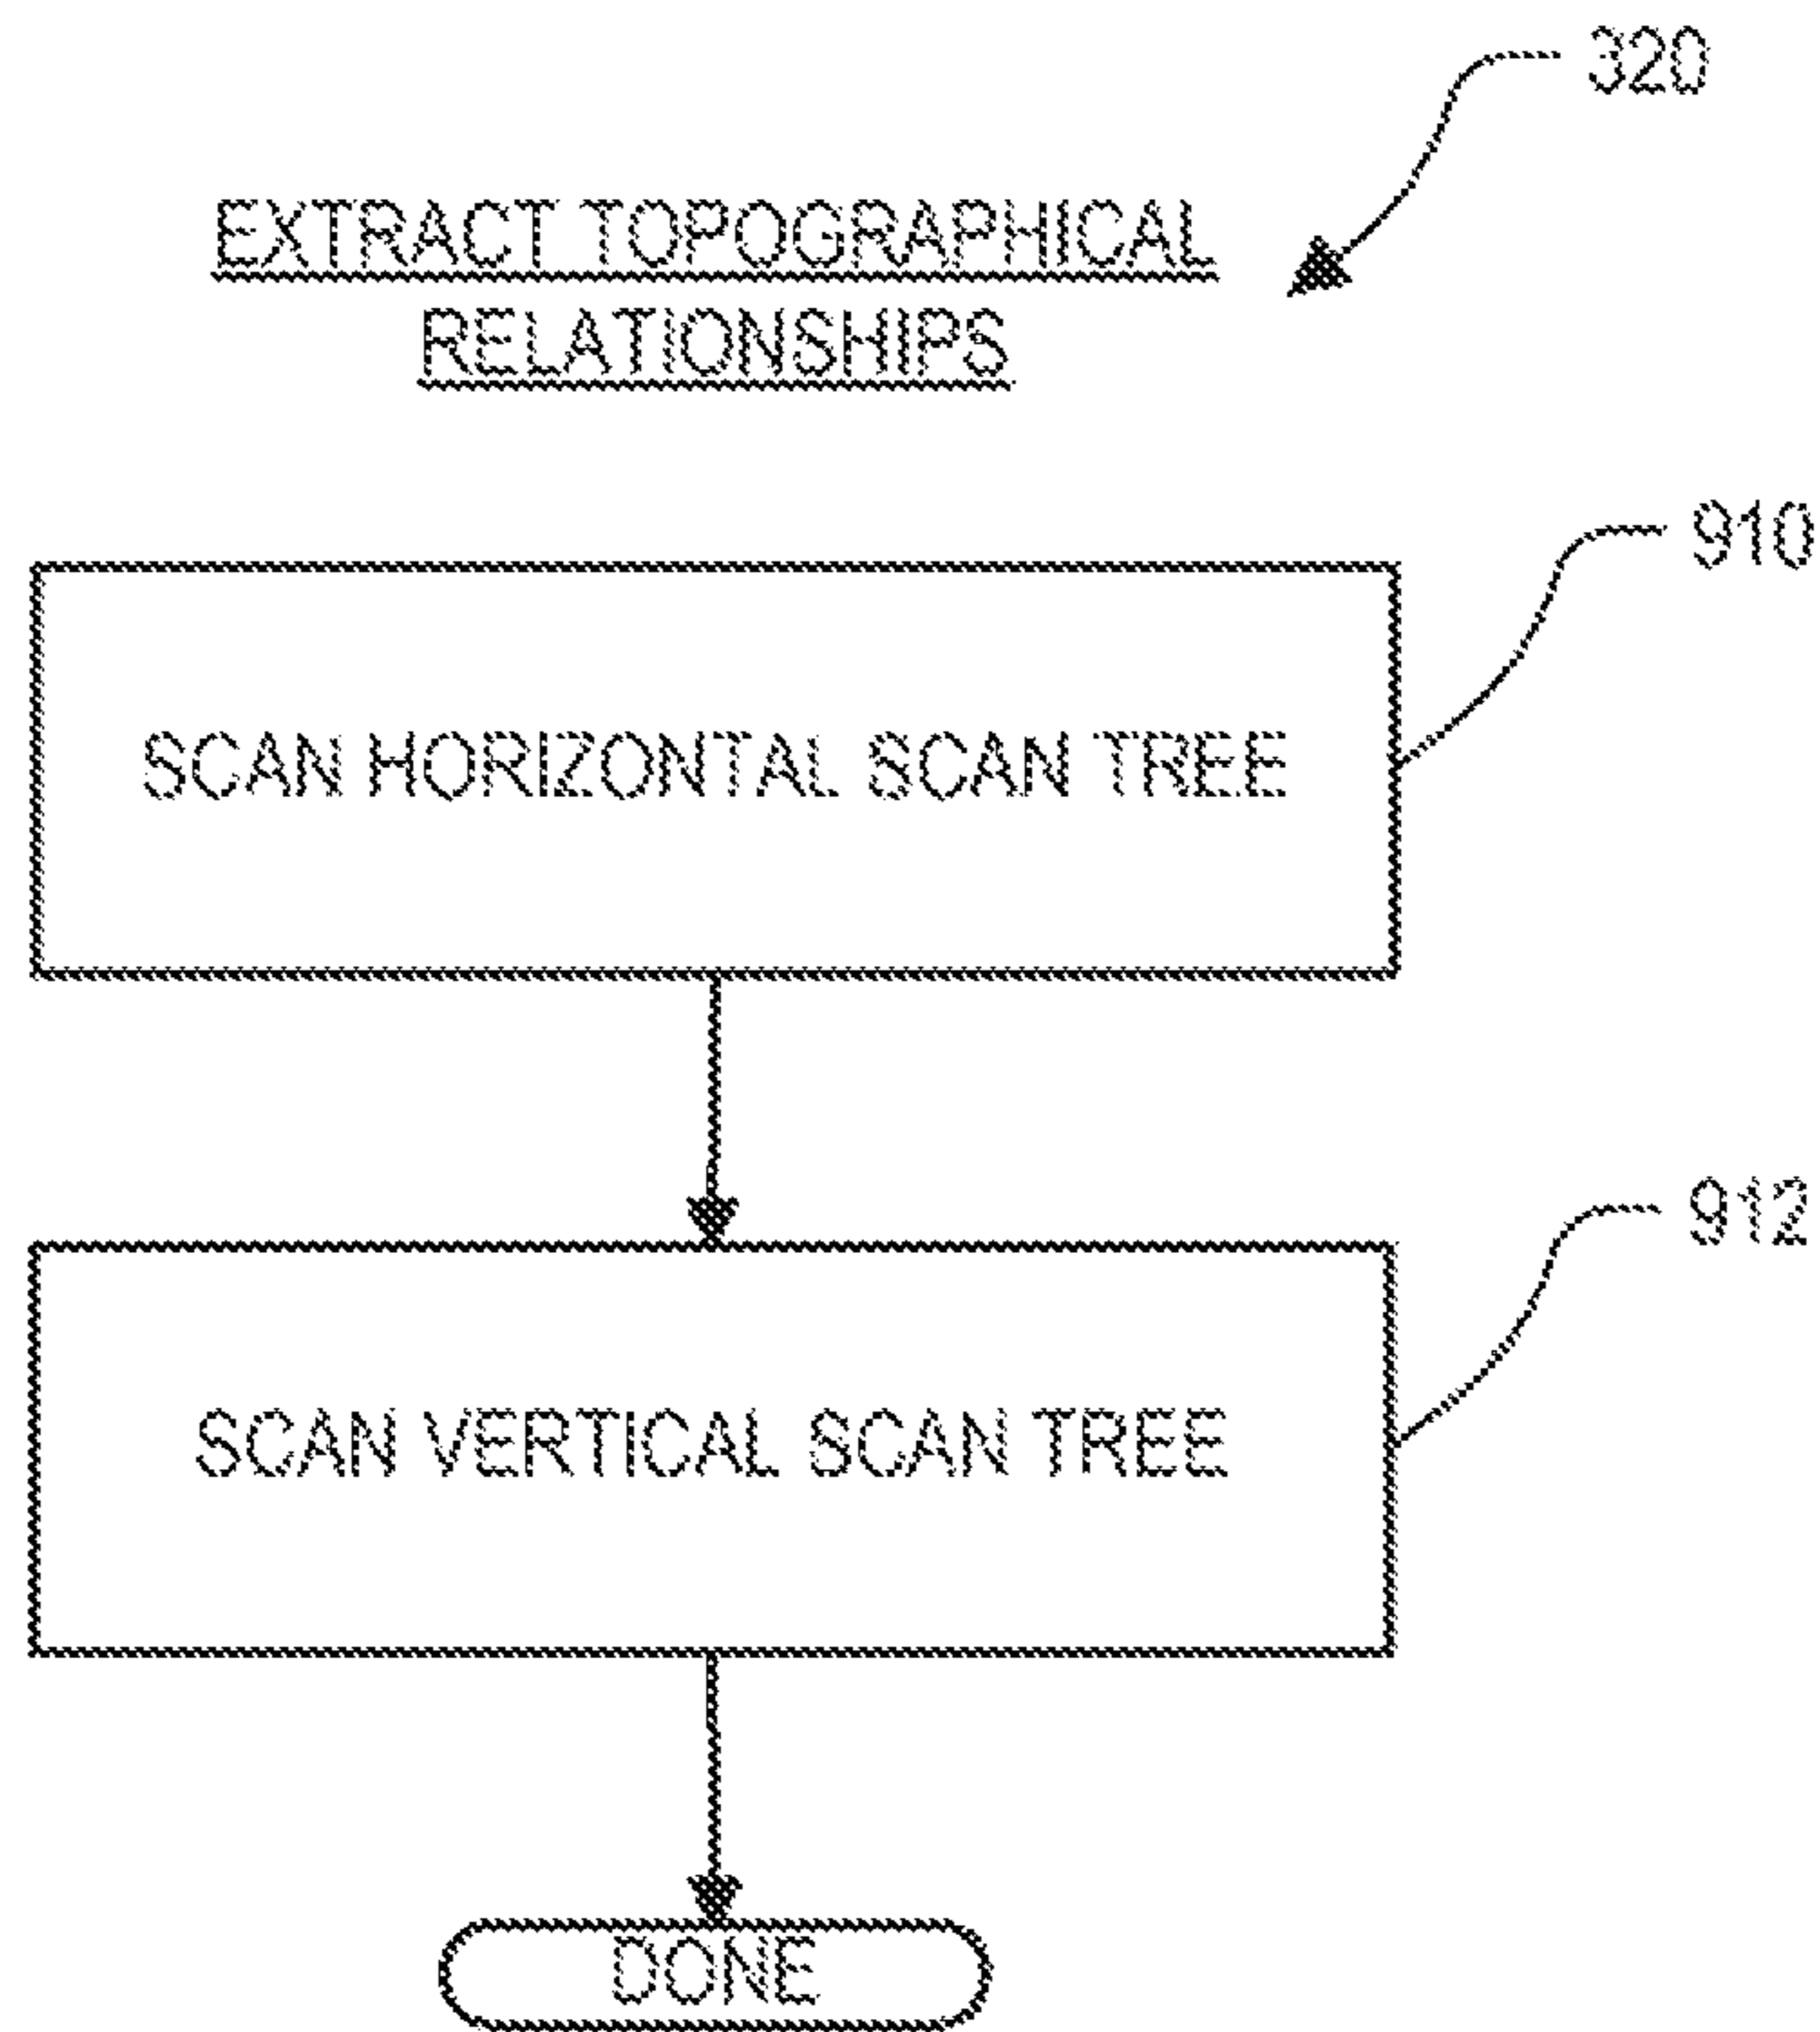 320
EXTRACT TOPOGRAPHICAL
RELATIONSHIPS
910
SCAN HORIZONTAL SCAN TREE
912
SCAN VERTICAL SCAN TREE
DONE